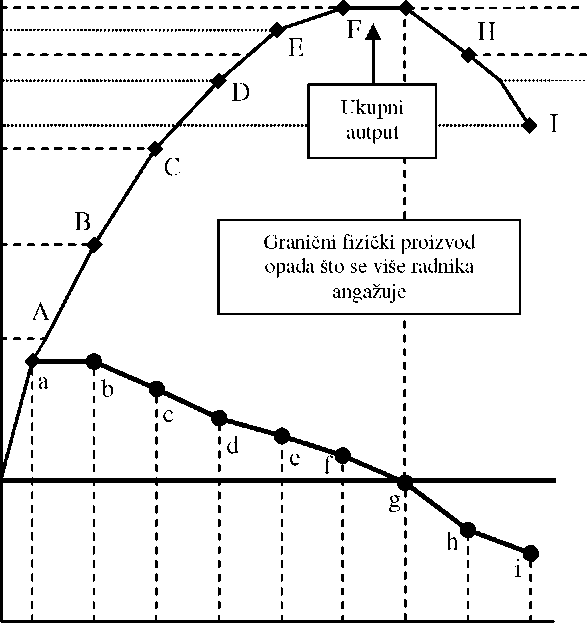 F
H
E
D
Ukupni
autput
I
C
B
Granični fizički proizvod
opada što se više radnika
angažuje
A
a
b
c
d
e
f
g
h
i